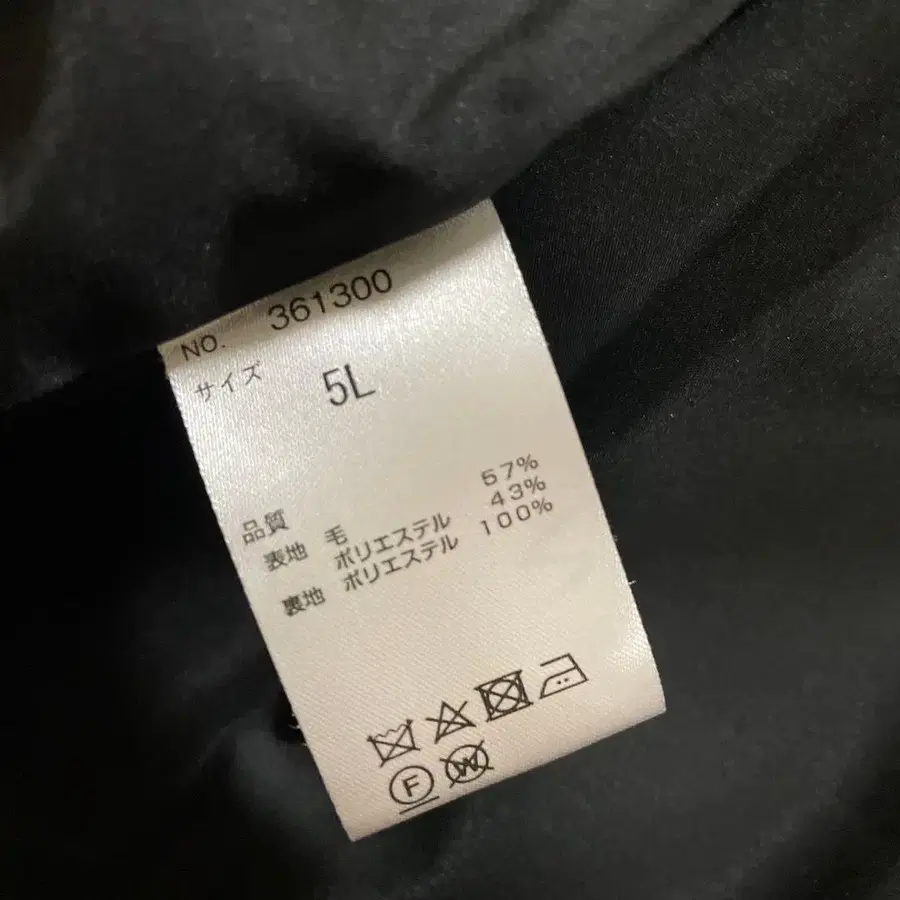 NO. 361300
サイズ 5L
品質
表地 毛 57%
ポリエステル 43%
裏地 ポリエステル 100%
F
W